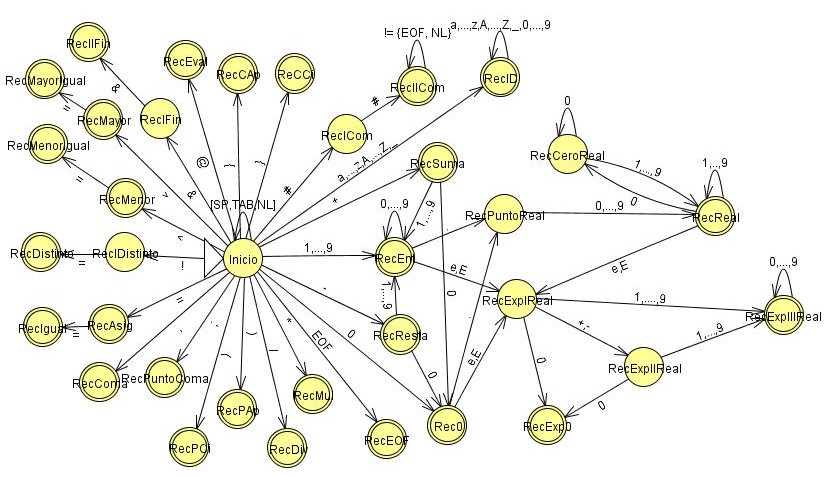 != {EOF, NL}
a,...,z,A,...,Z,_,0,...,9
RecIIFin
RecEval
RecCAp
ReCCi
RecIICom
RecID
RecMayorIgual
&
=
RecMayor
RecIFin
@
{
}
#
RecICom
a,...,z,A,...,Z,_
0
RecMenorIgual
=
>
&
#
RecSuma
RecCeroReal
1,...,9
1,..,9
RecMenor
[SP,TAB,NL]
+
0,...,9
1,...,9
RecPuntoReal
0,...,9
0
RecReal
<
RecDistinto
=
RecIDistinto
!
Inicio
1,...,9
RecEnt
.
e,E
e,E
0,...,9
=
-
1,...,9
0
.
RecExpIReal
1,...,9
RecExpIIIReal
RecIgual
=
RecAsig
,
;
)
(
/
*
EOF
0
RecResta
+,-
1,...,9
RecComa
RecPuntoComa
0
e,E
0
RecExpIIReal
RecPAp
RecMul
0
RecPCi
RecDiv
RecEOF
Rec0
RecExp0